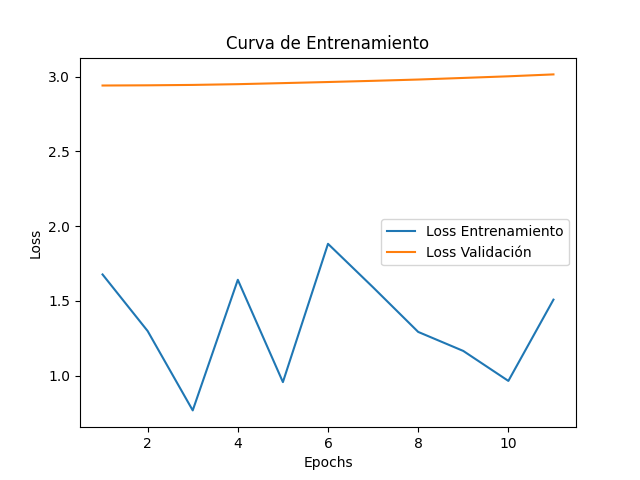 Curva de Entrenamiento
3.0
2.5
2.0
1.5
1.0
Loss
Loss Entrenamiento
Loss Validación
2 4 6 8 10
Epochs